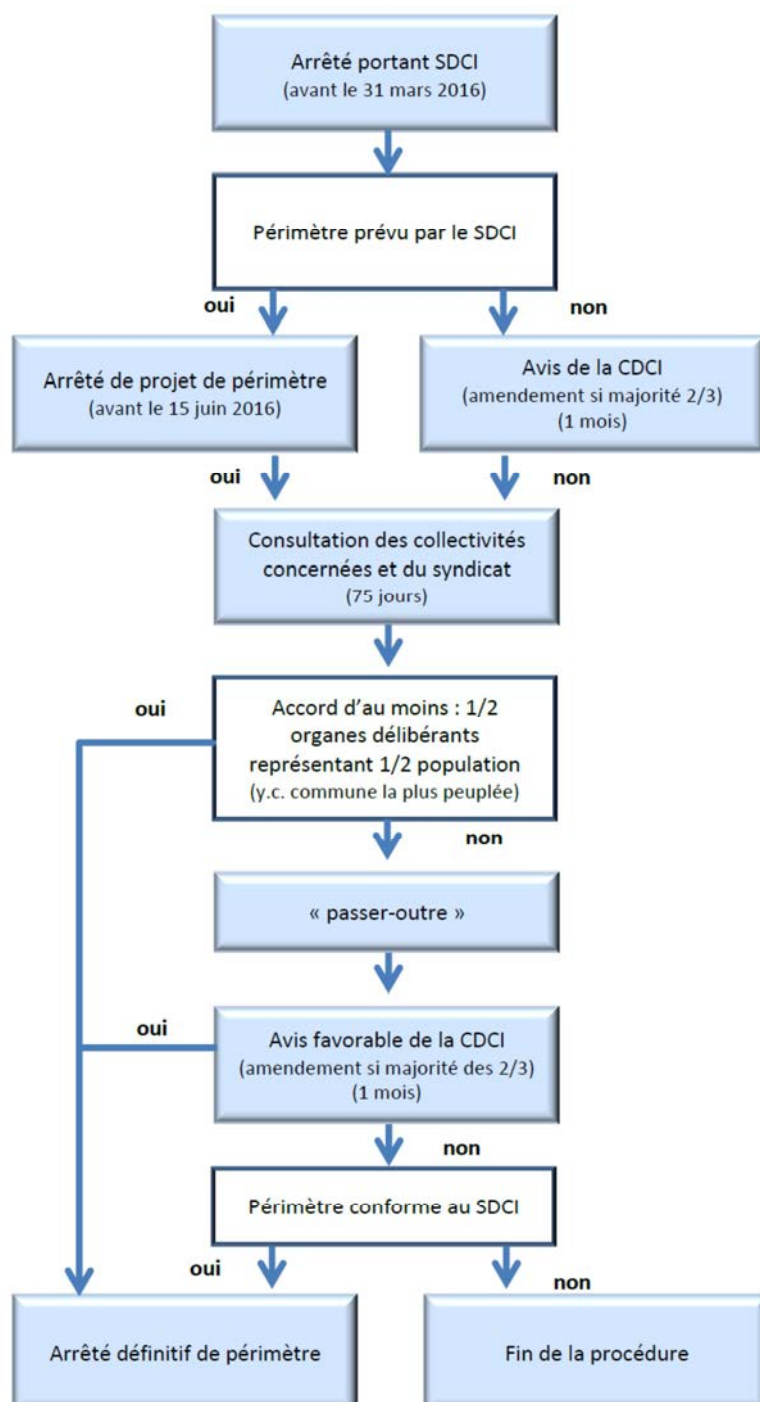 Arrêté portant SDCI
(avant le 31 mars 2016)
Périmètre prévu par le SDCI
oui
non
Arrêté de projet de périmètre
(avant le 15 juin 2016)
Avis de la CDCI
(amendement si majorité 2/3)
(1 mois)
oui
non
Consultation des collectivités
concernées et du syndicat
(75 jours)
oui
Accord d’au moins : 1/2
organes délibérants
représentant 1/2 population
(y.c. commune la plus peuplée)
non
« passer-outre »
oui
Avis favorable de la CDCI
(amendement si majorité des 2/3)
(1 mois)
non
Périmètre conforme au SDCI
oui
non
Arrêté définitif de périmètre
Fin de la procédure